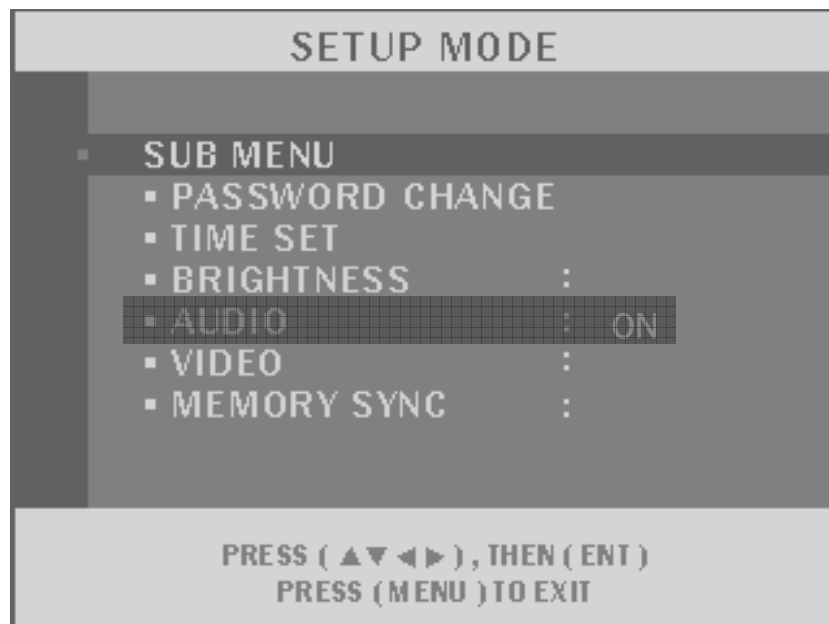 SETUP MODE
SUB MENU
▪ PASSWORD CHANGE
▪ TIME SET
▪ BRIGHTNESS :
▪ AUDIO : ON
▪ VIDEO :
▪ MEMORY SYNC :
PRESS ( ▲▼◀▶ ) , THEN ( ENT )
PRESS ( MENU ) TO EXIT